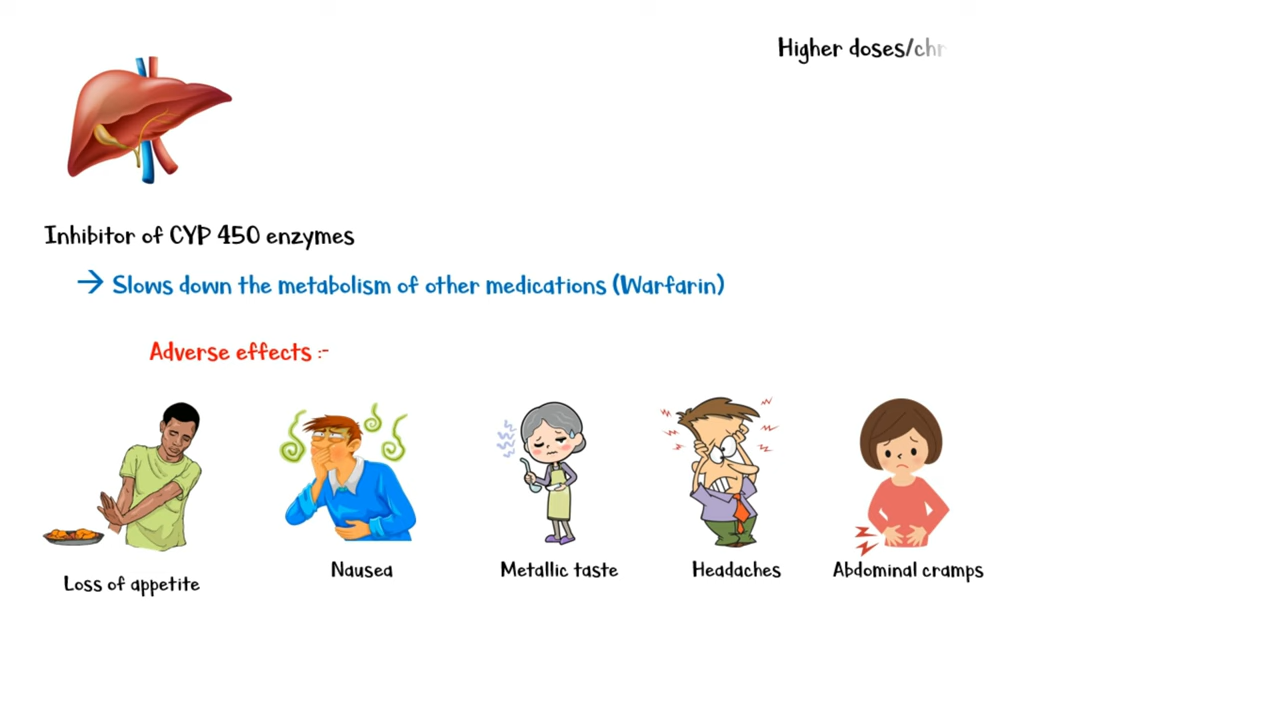 Higher doses/chr
Inhibitor of CYP 450 enzymes
→ Slows down the metabolism of other medications (Warfarin)
Adverse effects :-
Loss of appetite
Nausea
Metallic taste
Headaches
Abdominal cramps